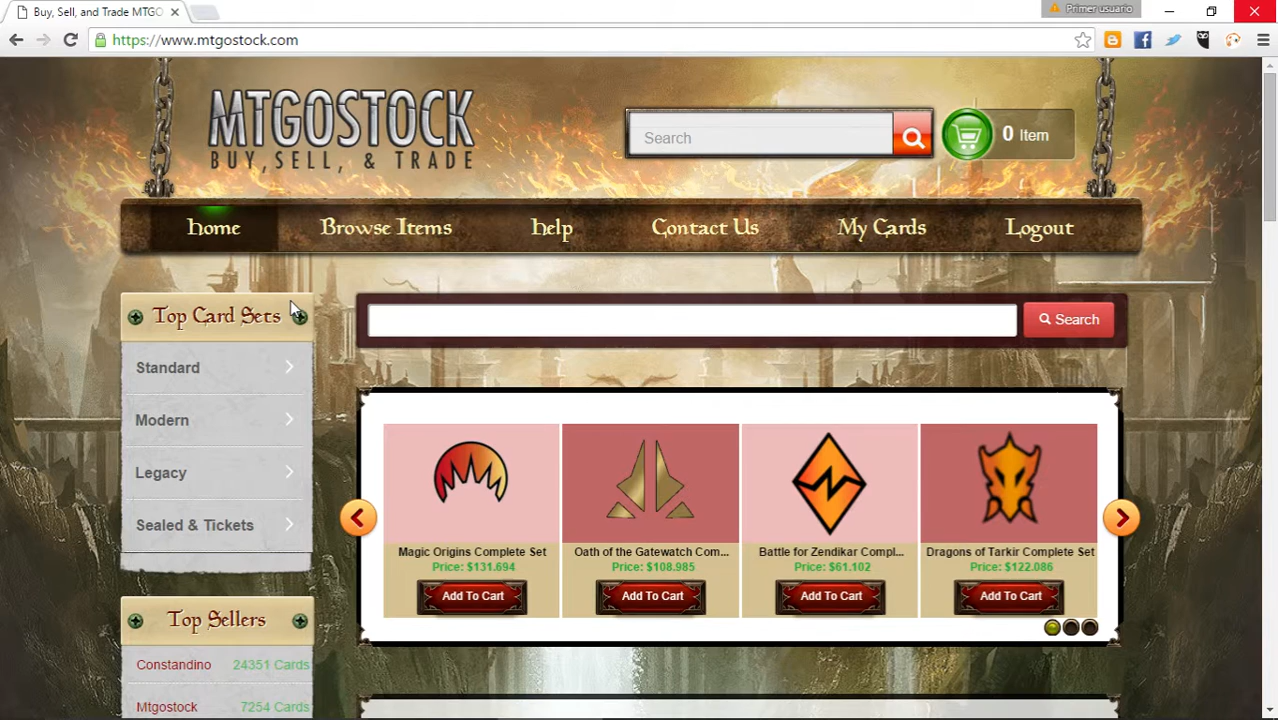 Buy, Sell, and Trade MTGO
Primer usuario
https://www.mtgostock.com
MTGOSTOCK
BUY, SELL, & TRADE
Search
0 Item
Home
Browse Items
Help
Contact Us
My Cards
Logout
Top Card Sets
Standard
Modern
Legacy
Sealed & Tickets
Search
Magic Origins Complete Set
Price: $131.694
Add To Cart
Oath of the Gatewatch Com...
Price: $108.985
Add To Cart
Battle for Zendikar Compl...
Price: $61.102
Add To Cart
Dragons of Tarkir Complete Set
Price: $122.086
Add To Cart
Top Sellers
Constandino 24351 Cards
Mtgostock 7254 Cards